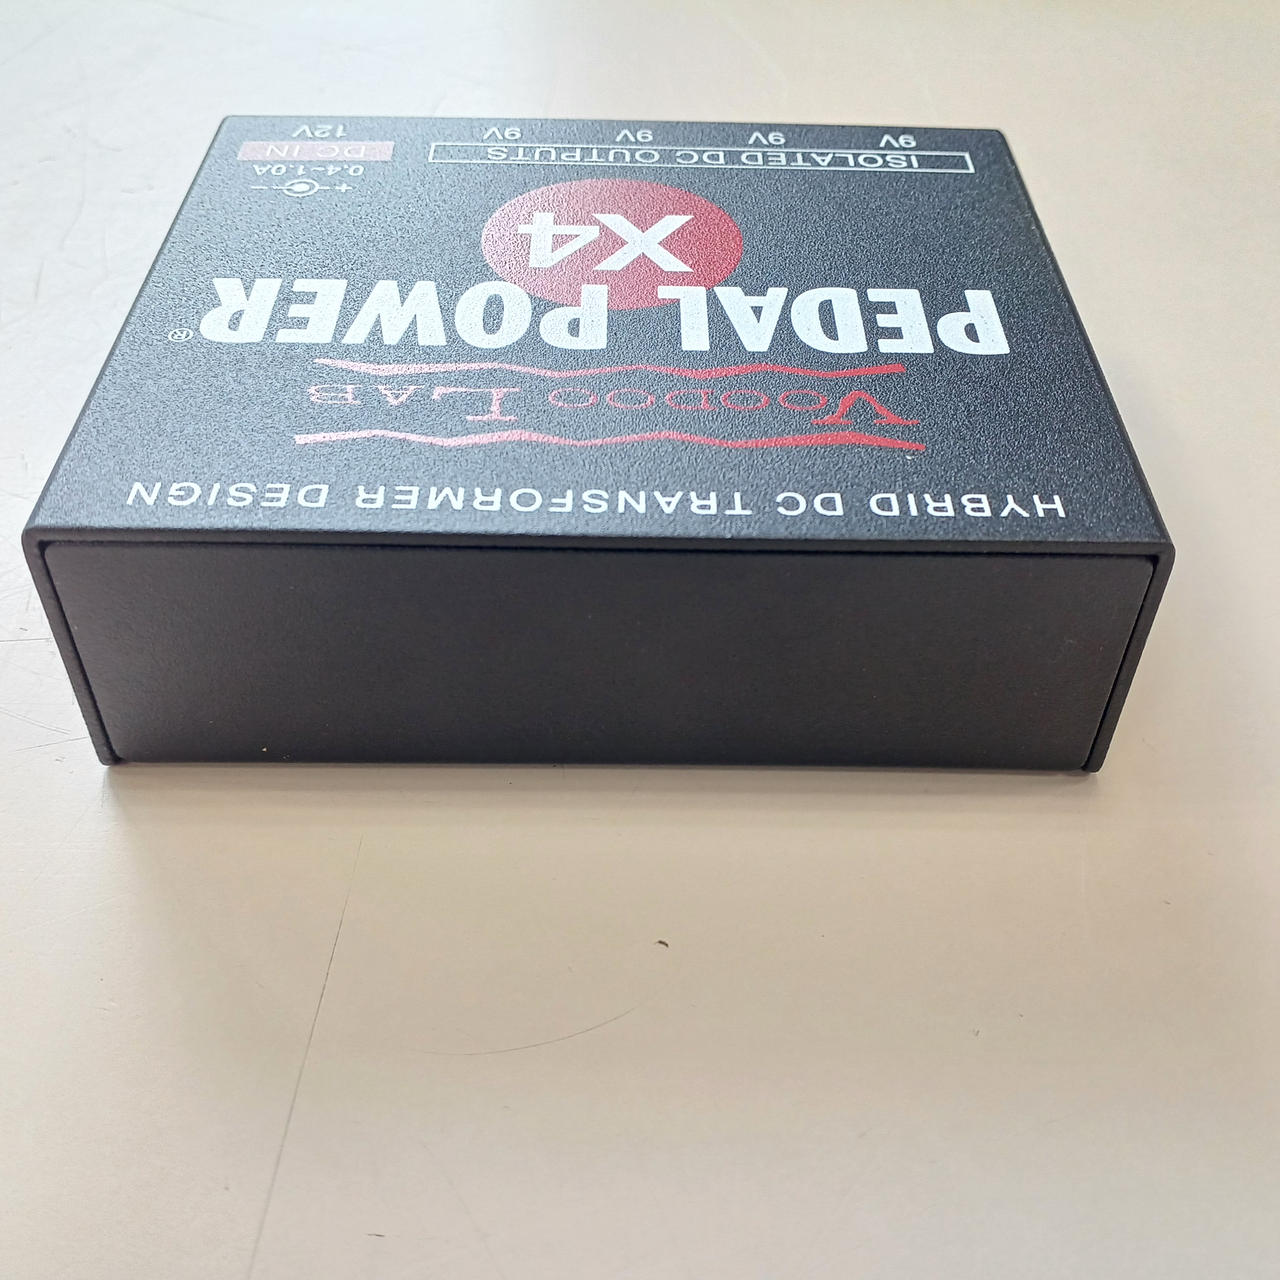 HYBRID DC TRANSFORMER DESIGN
VOODOO LAB
PEDAL POWER®
X4
ISOLATED DC OUTPUTS
9V 9V 9V 9V
+ −
0.4~1.0A
DC IN
12V